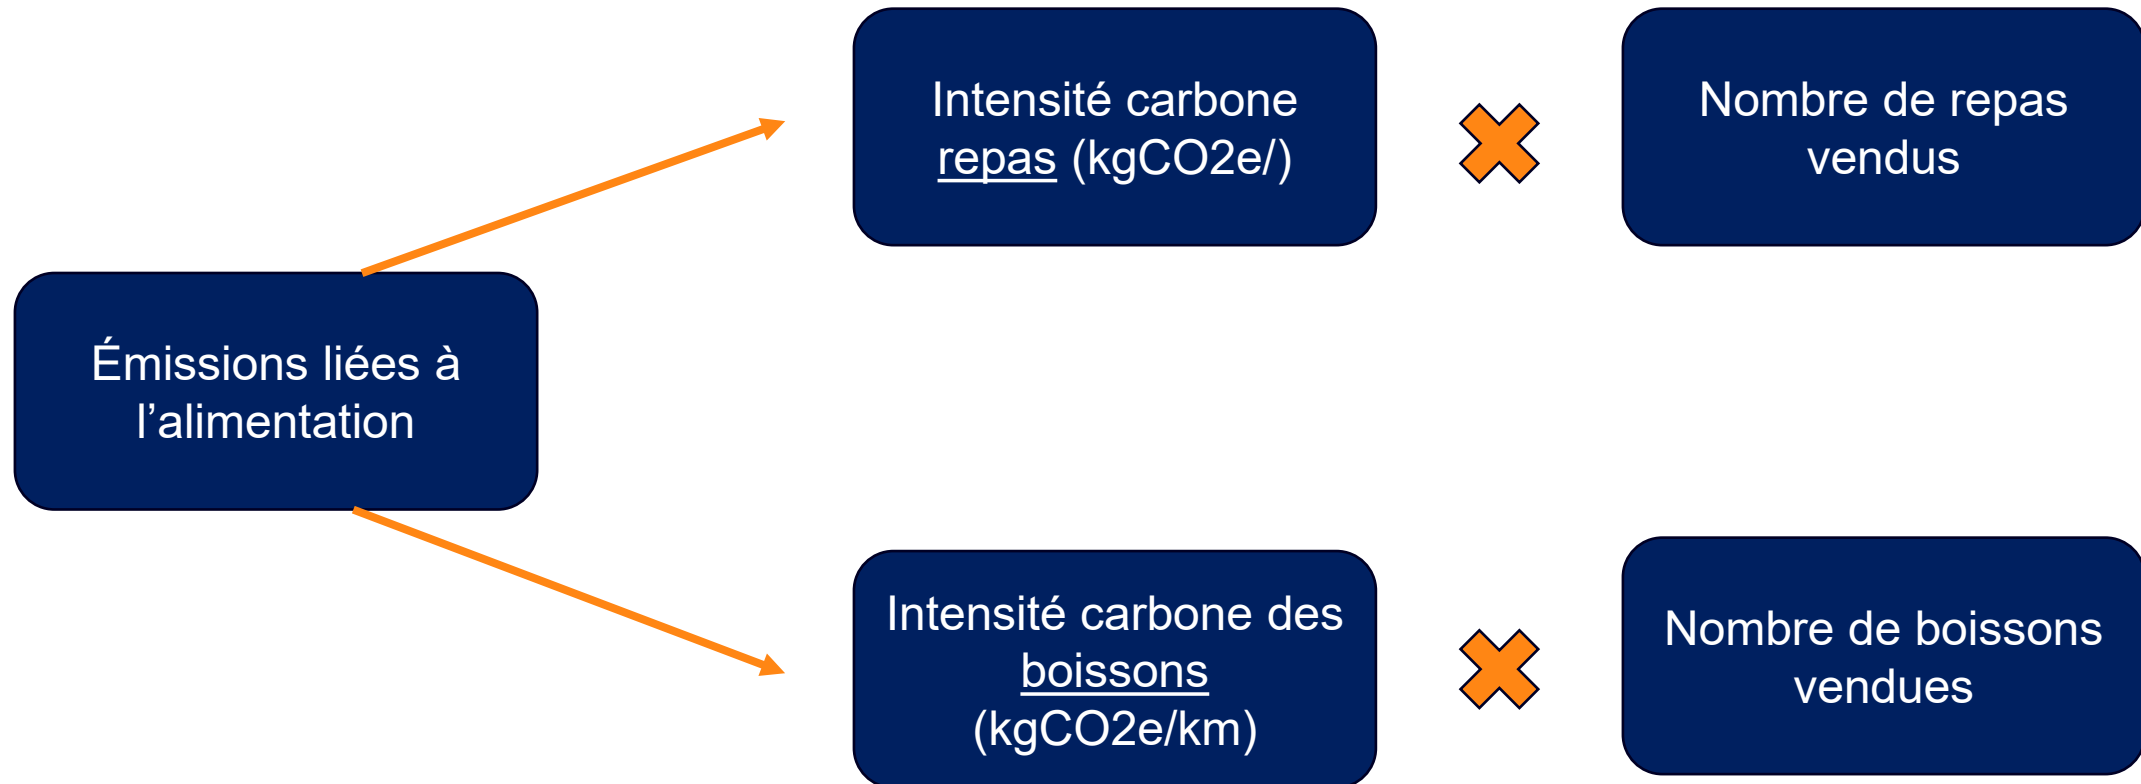 Intensité carbone
repas (kgCO2e/)
Nombre de repas
vendus
Émissions liées à
l’alimentation
Intensité carbone des
boissons
(kgCO2e/km)
Nombre de boissons
vendues